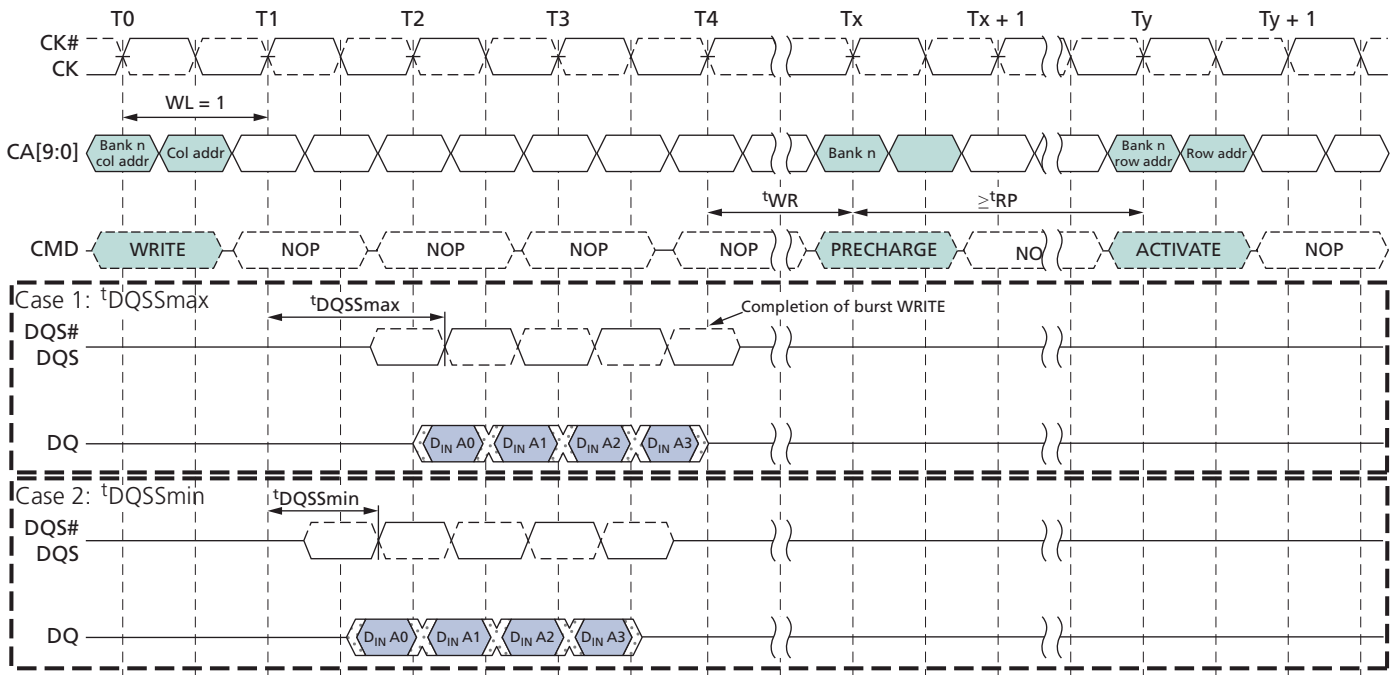 T0 T1 T2 T3 T4 Tx Tx + 1 Ty Ty + 1
CK#
CK
WL = 1
CA[9:0] Bank n col addr Col addr Bank n Bank n row addr Row addr
tWR ≥tRP
CMD WRITE NOP NOP NOP NOP PRECHARGE NO ACTIVATE NOP
Case 1: tDQSSmax
tDQSSmax
Completion of burst WRITE
DQS#
DQS
DQ DIN A0 DIN A1 DIN A2 DIN A3
Case 2: tDQSSmin
tDQSSmin
DQS#
DQS
DQ DIN A0 DIN A1 DIN A2 DIN A3